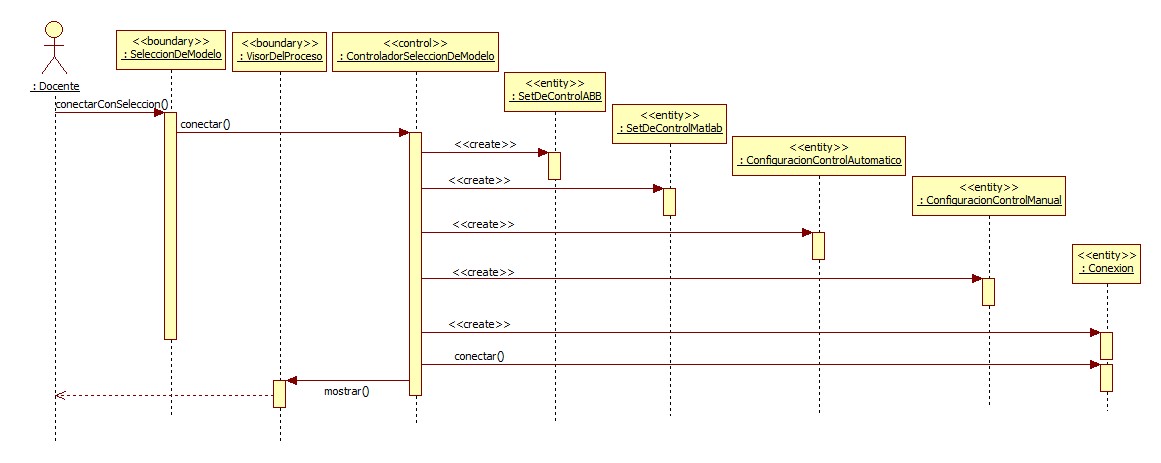 <<boundary>>
: SeleccionDeModelo
<<boundary>>
: VisorDelProceso
<<control>>
: ControladorSeleccionDeModelo
: Docente
<<entity>>
: SetDeControlABB
conectarConSeleccion()
<<entity>>
: SetDeControlMatlab
conectar()
<<create>>
<<entity>>
: ConfiguracionControlAutomatico
<<create>>
<<entity>>
: ConfiguracionControlManual
<<create>>
<<entity>>
: Conexion
<<create>>
<<create>>
conectar()
mostrar()